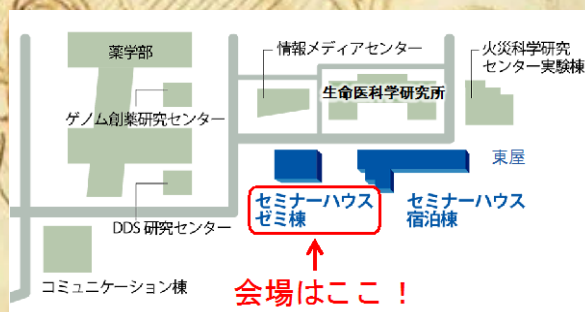 薬学部
情報メディアセンター
火災科学研究
センター実験棟
生命医科学研究所
ゲノム創薬研究センター
東屋
セミナーハウス
ゼミ棟
セミナーハウス
宿泊棟
DDS 研究センター
コミュニケーション棟
会場はここ！